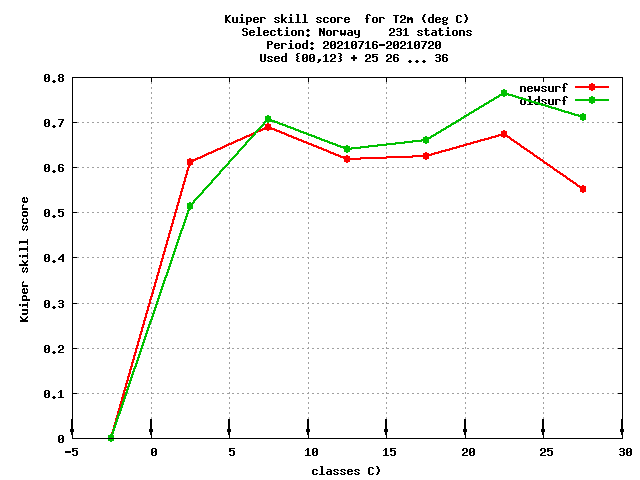 Kuiper skill score  for T2m (deg C)
Selection: Norway    231 stations
Period: 20210716-20210720
Used {00,12} + 25 26 ... 36
newsurf
oldsurf
Kuiper skill score
0.8
0.7
0.6
0.5
0.4
0.3
0.2
0.1
0
-5 0 5 10 15 20 25 30
classes C)